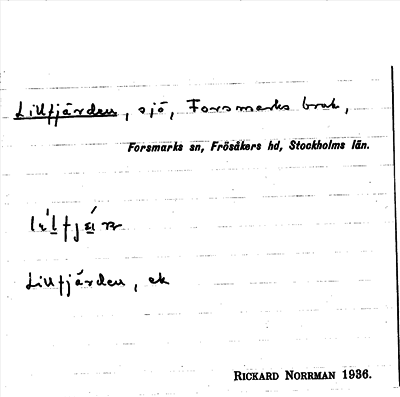 Lillfjärden, sjö, Forsmarks bruk,
Forsmarks sn, Frösåkers hd, Stockholms län.
Lillfjärden, ek
RICKARD NORRMAN 1936.